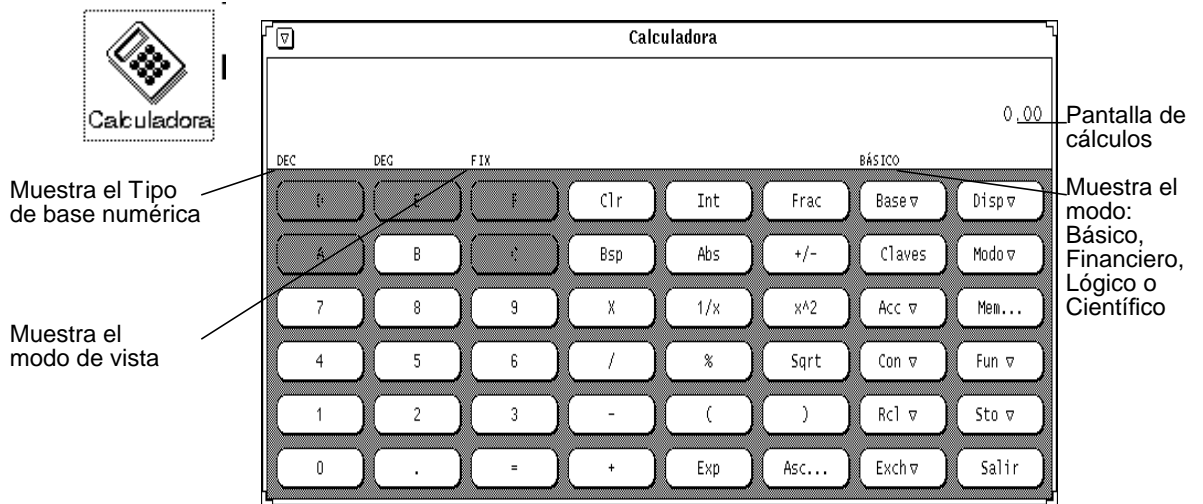 Calculadora
Calculadora
0.00
DEC DEG FIX BÁSICO
D E F Clr Int Frac Base Disp
A B C Bsp Abs +/- Claves Modo
7 8 9 X 1/x x^2 Acc Mem...
4 5 6 / % Sqrt Con Fun
1 2 3 - ( ) Rcl Sto
0 . = + Exp Asc... Exch Salir
Muestra el Tipo
de base numérica
Muestra el
modo de vista
Pantalla de
cálculos
Muestra el
modo:
Básico,
Financiero,
Lógico o
Científico